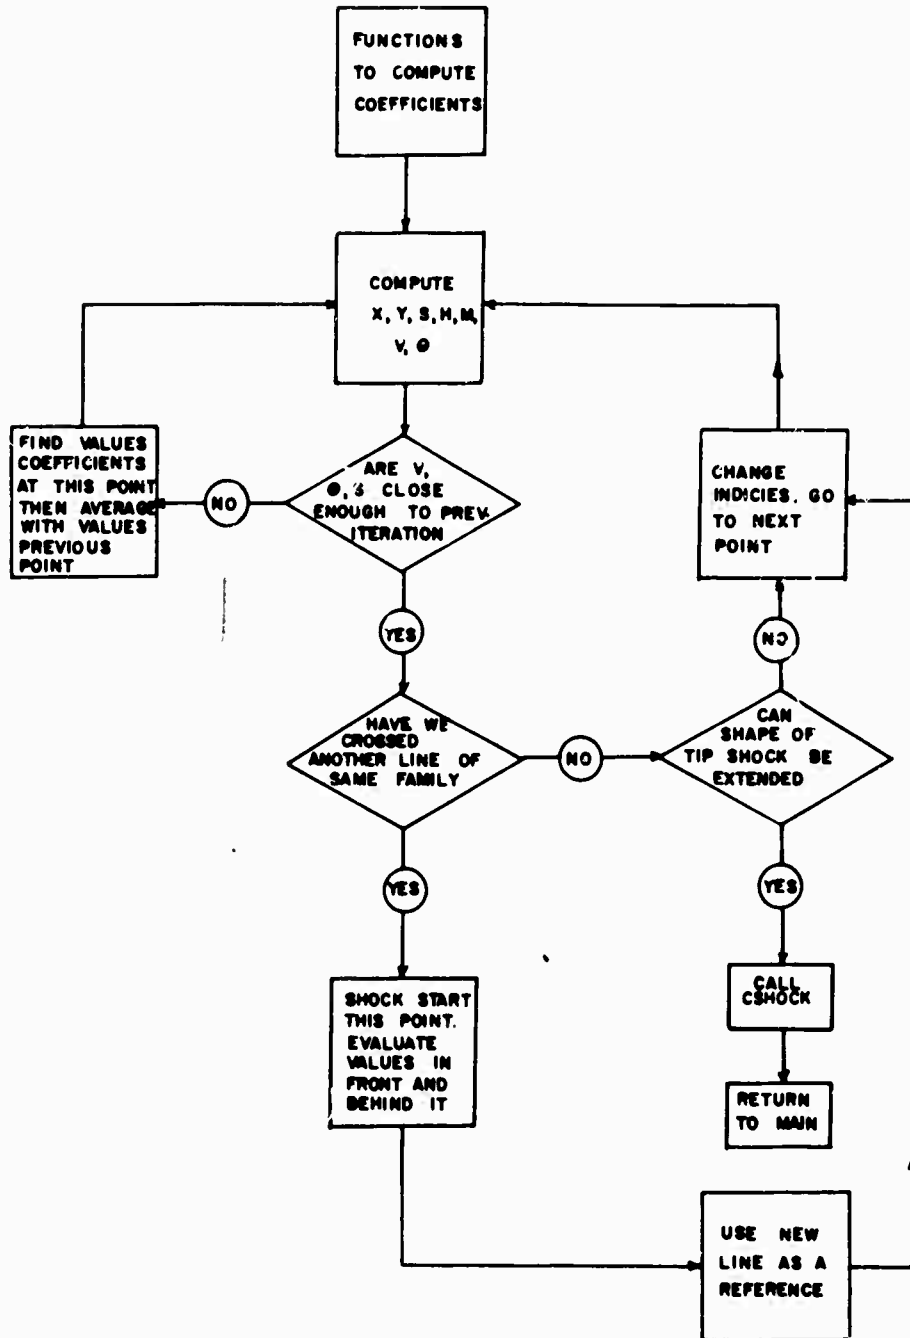 FUNCTIONS
TO COMPUTE
COEFFICIENTS
COMPUTE
X, Y, S, H, M,
V, θ
FIND VALUES
COEFFICIENTS
AT THIS POINT
THEN AVERAGE
WITH VALUES
PREVIOUS
POINT
NO
ARE V,
θ, S CLOSE
ENOUGH TO PREV-
ITERATION
CHANGE
INDICIES. GO
TO NEXT
POINT
YES
NO
HAVE WE
CROSSED
ANOTHER LINE OF
SAME FAMILY
NO
CAN
SHAPE OF
TIP SHOCK BE
EXTENDED
YES
YES
SHOCK START
THIS POINT.
EVALUATE
VALUES IN
FRONT AND
BEHIND IT
CALL
CSHOCK
RETURN
TO MAIN
USE NEW
LINE AS A
REFERENCE